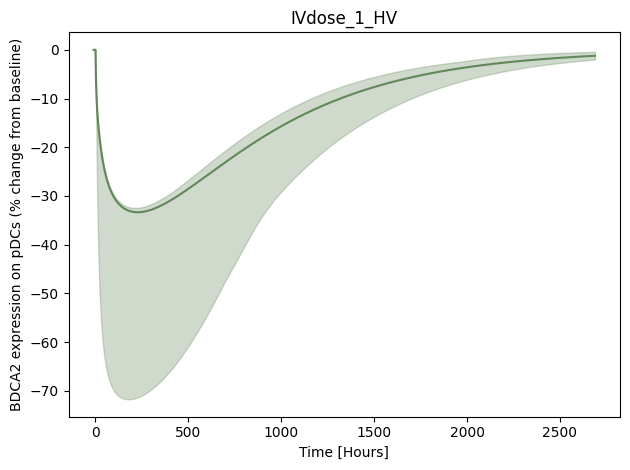 IVdose_1_HV
BDCA2 expression on pDCs (% change from baseline)
0
−10
−20
−30
−40
−50
−60
−70
0 500 1000 1500 2000 2500
Time [Hours]